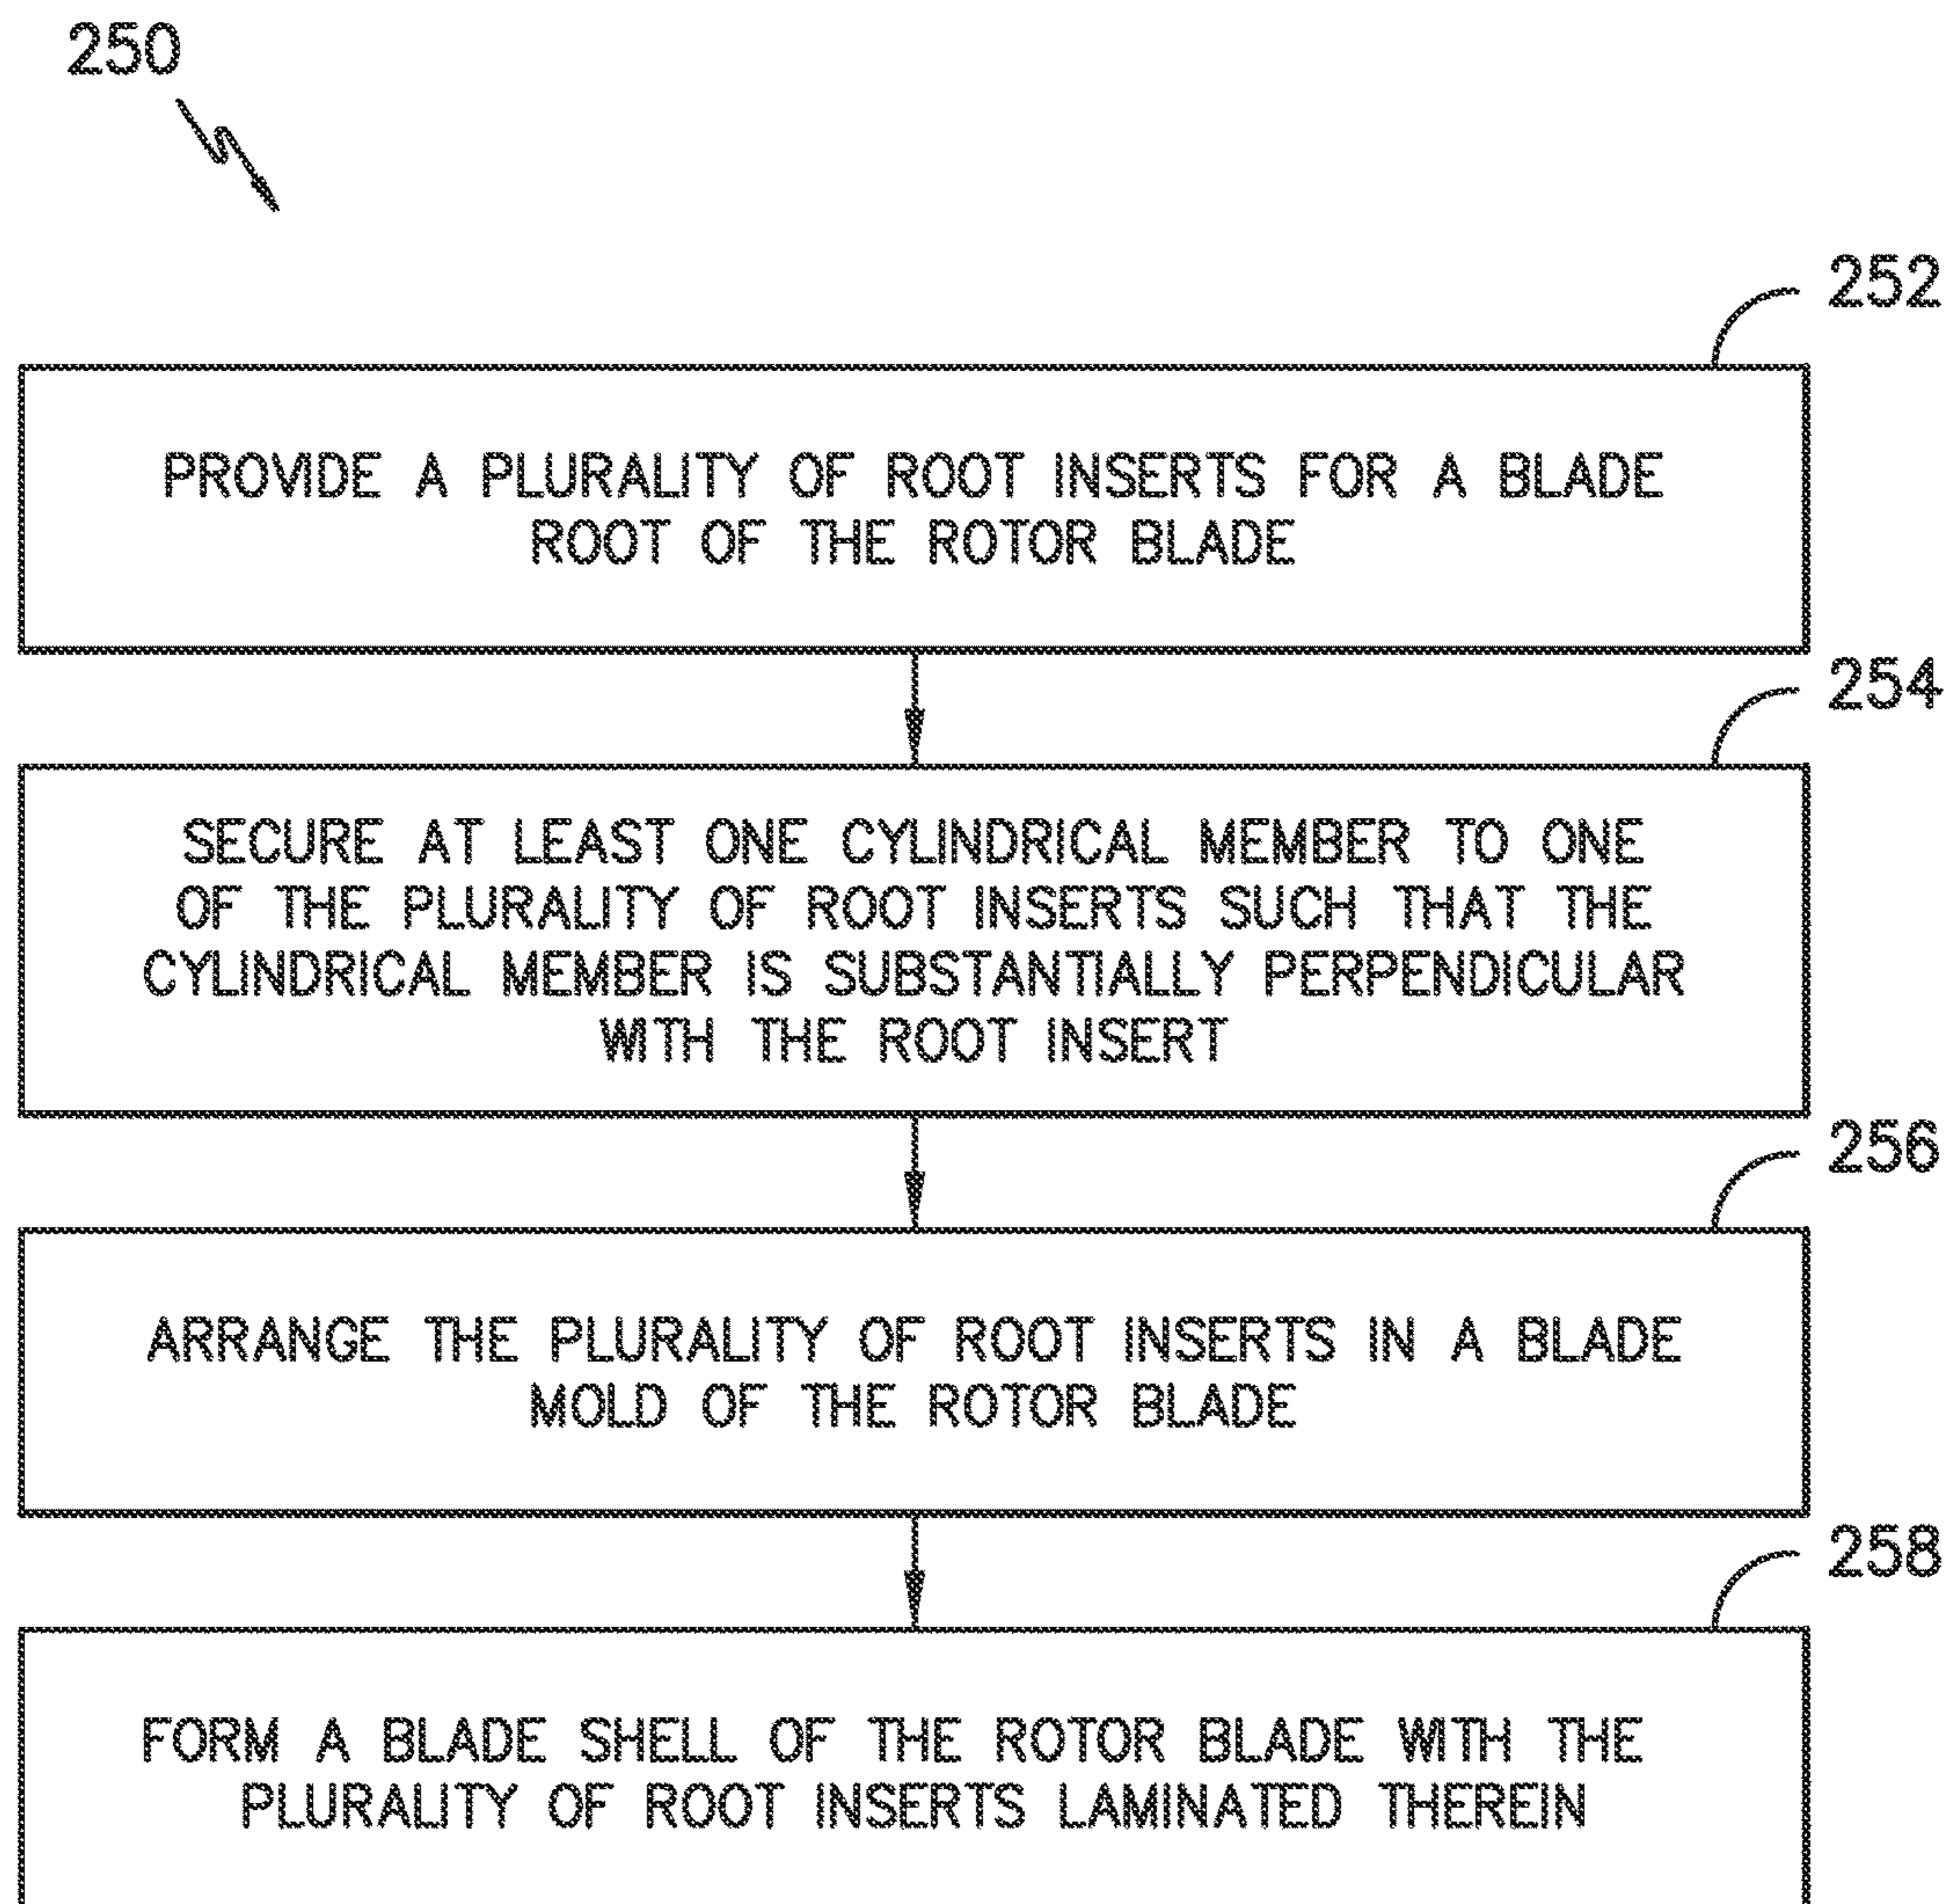 250
252
PROVIDE A PLURALITY OF ROOT INSERTS FOR A BLADE
ROOT OF THE ROTOR BLADE
254
SECURE AT LEAST ONE CYLINDRICAL MEMBER TO ONE
OF THE PLURALITY OF ROOT INSERTS SUCH THAT THE
CYLINDRICAL MEMBER IS SUBSTANTIALLY PERPENDICULAR
WITH THE ROOT INSERT
256
ARRANGE THE PLURALITY OF ROOT INSERTS IN A BLADE
MOLD OF THE ROTOR BLADE
258
FORM A BLADE SHELL OF THE ROTOR BLADE WITH THE
PLURALITY OF ROOT INSERTS LAMINATED THEREIN